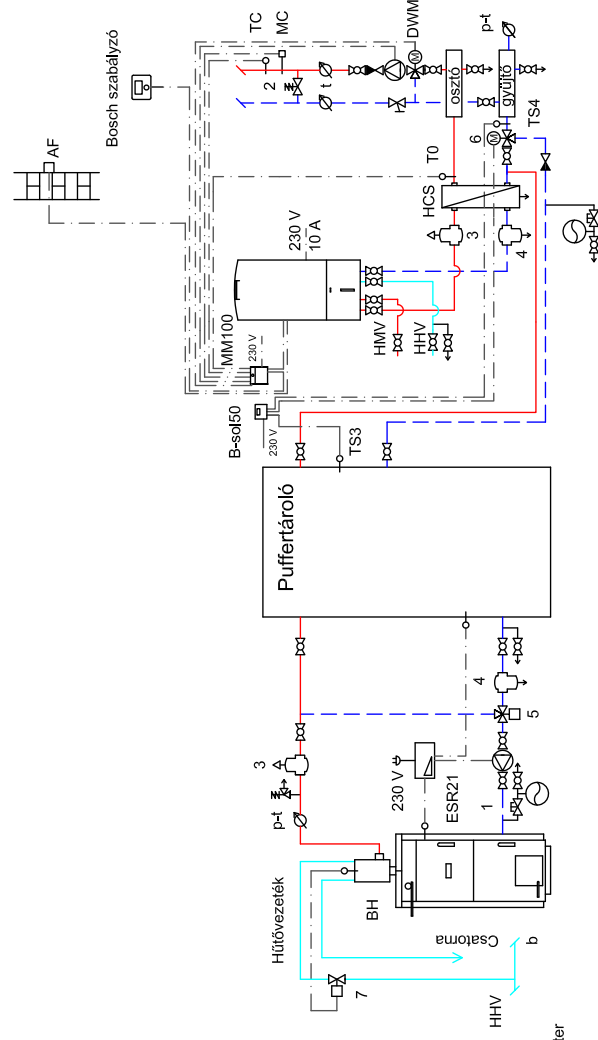 p-t
TC
MC
DWM
2
t
osztó
gyűjtő
TS4
6
M
M
T0
HCS
3
4
Bosch szabályzó
AF
230 V
10 A
MM100
230 V
HMV
HHV
B-sol50
230 V
TS3
Puffertároló
3
p-t
4
5
230 V
ESR21
1
Hűtővezeték
BH
Csatorna
b
7
HHV
ter